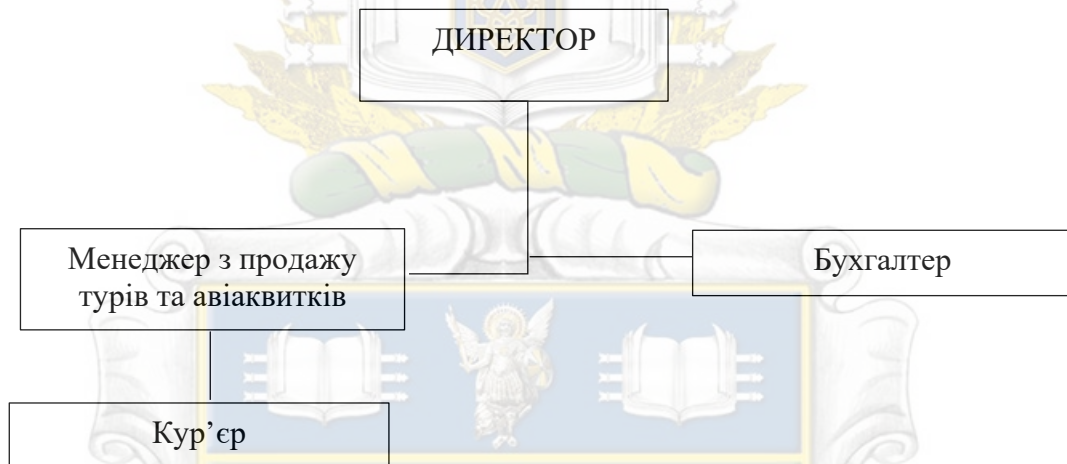 ДИРЕКТОР
Менеджер з продажу
турів та авіаквитків
Бухгалтер
Кур’єр